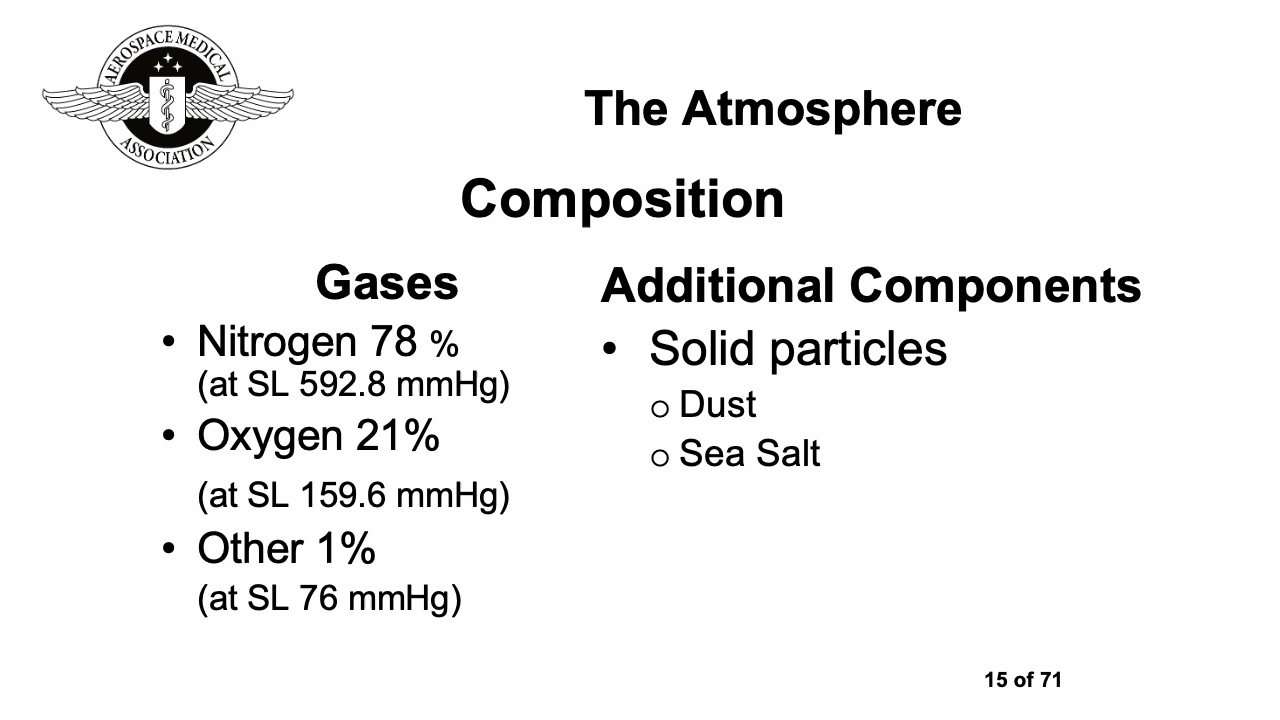 AEROSPACE MEDICAL
ASSOCIATION
The Atmosphere
Composition
Gases
• Nitrogen 78 %
(at SL 592.8 mmHg)
• Oxygen 21%
(at SL 159.6 mmHg)
• Other 1%
(at SL 76 mmHg)
Additional Components
• Solid particles
o Dust
o Sea Salt
15 of 71